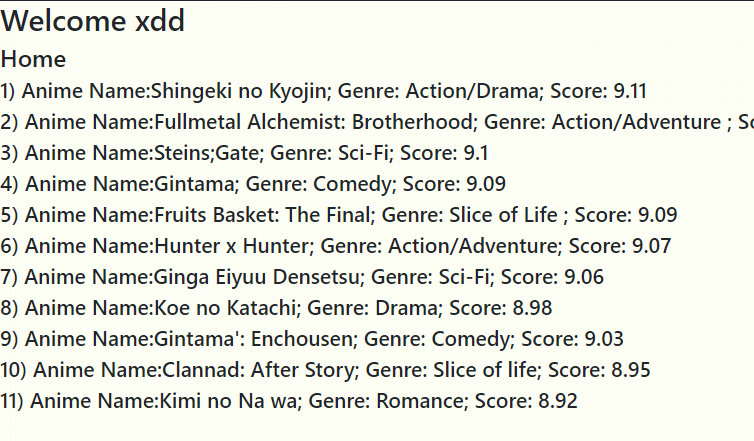 Welcome xdd
Home
1) Anime Name:Shingeki no Kyojin; Genre: Action/Drama; Score: 9.11
2) Anime Name:Fullmetal Alchemist: Brotherhood; Genre: Action/Adventure ;
3) Anime Name:Steins;Gate; Genre: Sci-Fi; Score: 9.1
4) Anime Name:Gintama; Genre: Comedy; Score: 9.09
5) Anime Name:Fruits Basket: The Final; Genre: Slice of Life ; Score: 9.09
6) Anime Name:Hunter x Hunter; Genre: Action/Adventure; Score: 9.07
7) Anime Name:Ginga Eiyuu Densetsu; Genre: Sci-Fi; Score: 9.06
8) Anime Name:Koe no Katachi; Genre: Drama; Score: 8.98
9) Anime Name:Gintama': Enchousen; Genre: Comedy; Score: 9.03
10) Anime Name:Clannad: After Story; Genre: Slice of life; Score: 8.95
11) Anime Name:Kimi no Na wa; Genre: Romance; Score: 8.92